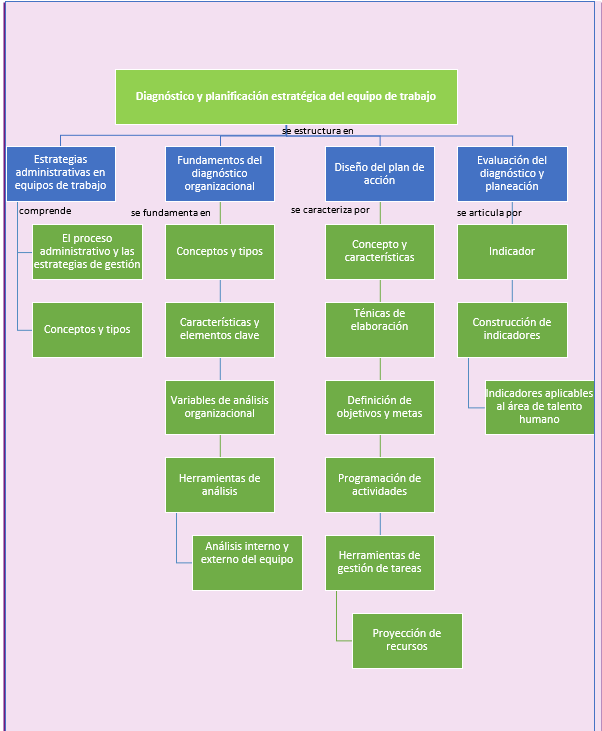 Diagnóstico y planificación estratégica del equipo de trabajo
se estructura en
Estrategias
administrativas en
equipos de trabajo
comprende
El proceso
administrativo y las
estrategias de gestión
Conceptos y tipos
Fundamentos del
diagnóstico
organizacional
se fundamenta en
Conceptos y tipos
Características y
elementos clave
Variables de análisis
organizacional
Herramientas de
análisis
Análisis interno y
externo del equipo
Diseño del plan de
acción
se caracteriza por
Concepto y
características
Ténicas de
elaboración
Definición de
objetivos y metas
Programación de
actividades
Herramientas de
gestión de tareas
Proyección de
recursos
Evaluación del
diagnóstico y
planeación
se articula por
Indicador
Construcción de
indicadores
Indicadores aplicables
al área de talento
humano